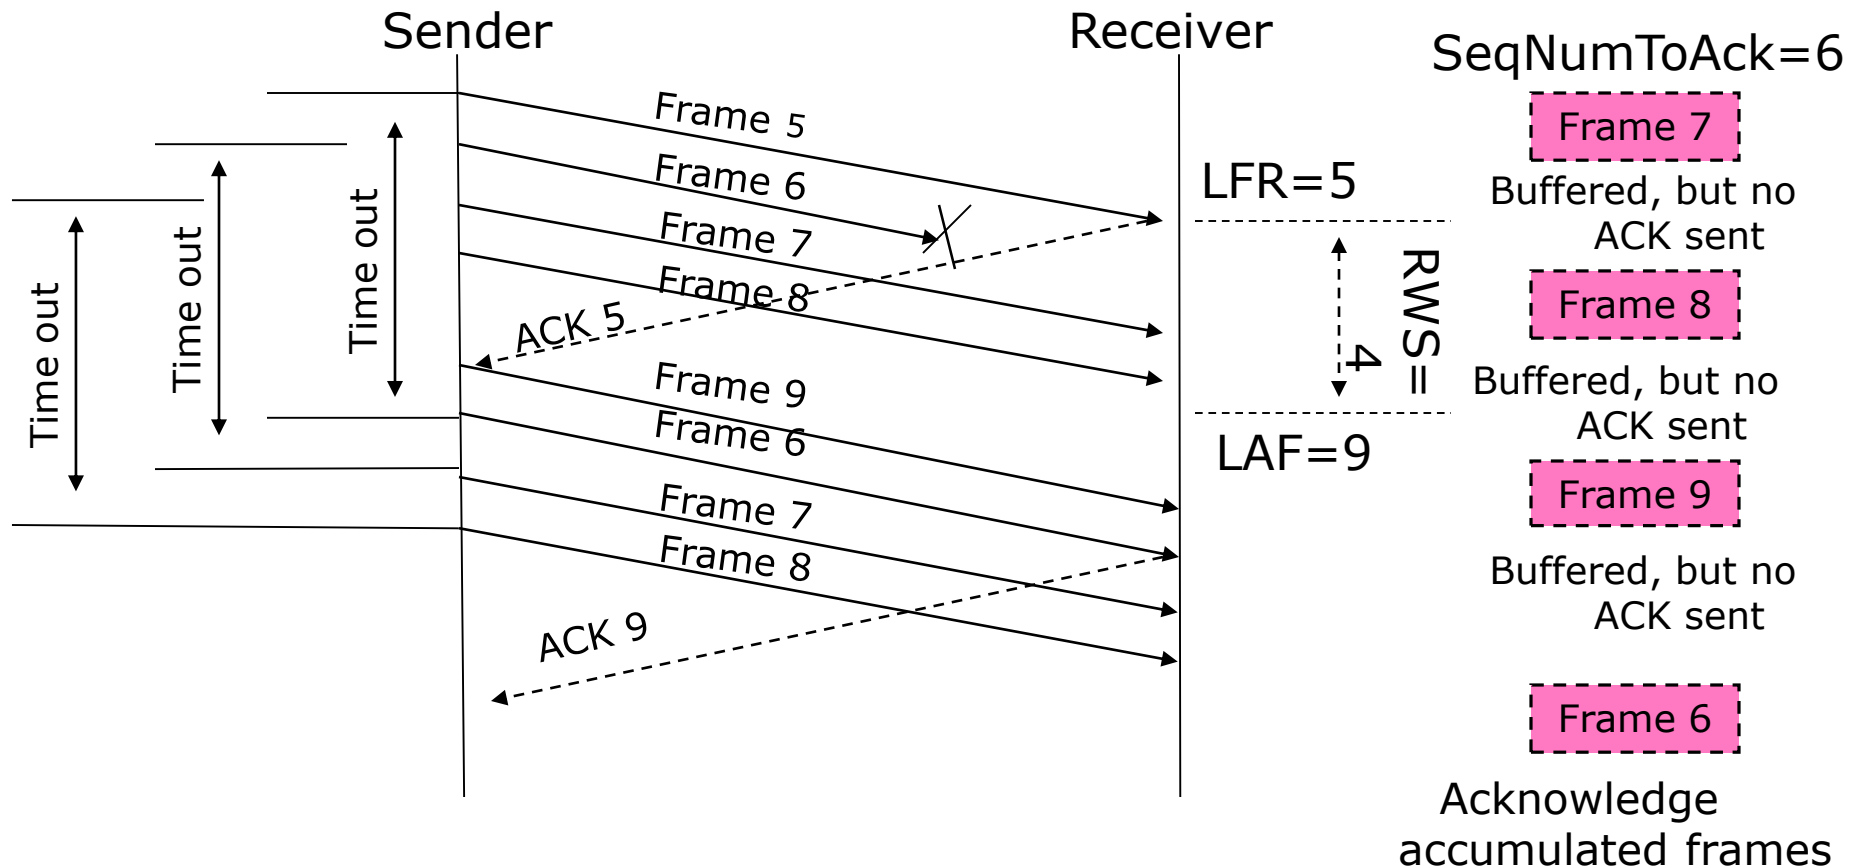 Sender
Receiver
SeqNumToAck=6
Frame 5
Frame 6
Frame 7
Frame 8
ACK 5
Frame 9
Frame 6
Frame 7
Frame 8
ACK 9
Time out
Time out
Time out
LFR=5
RWS=
4
LAF=9
Frame 7
Buffered, but no
ACK sent
Frame 8
Buffered, but no
ACK sent
Frame 9
Buffered, but no
ACK sent
Frame 6
Acknowledge
accumulated frames